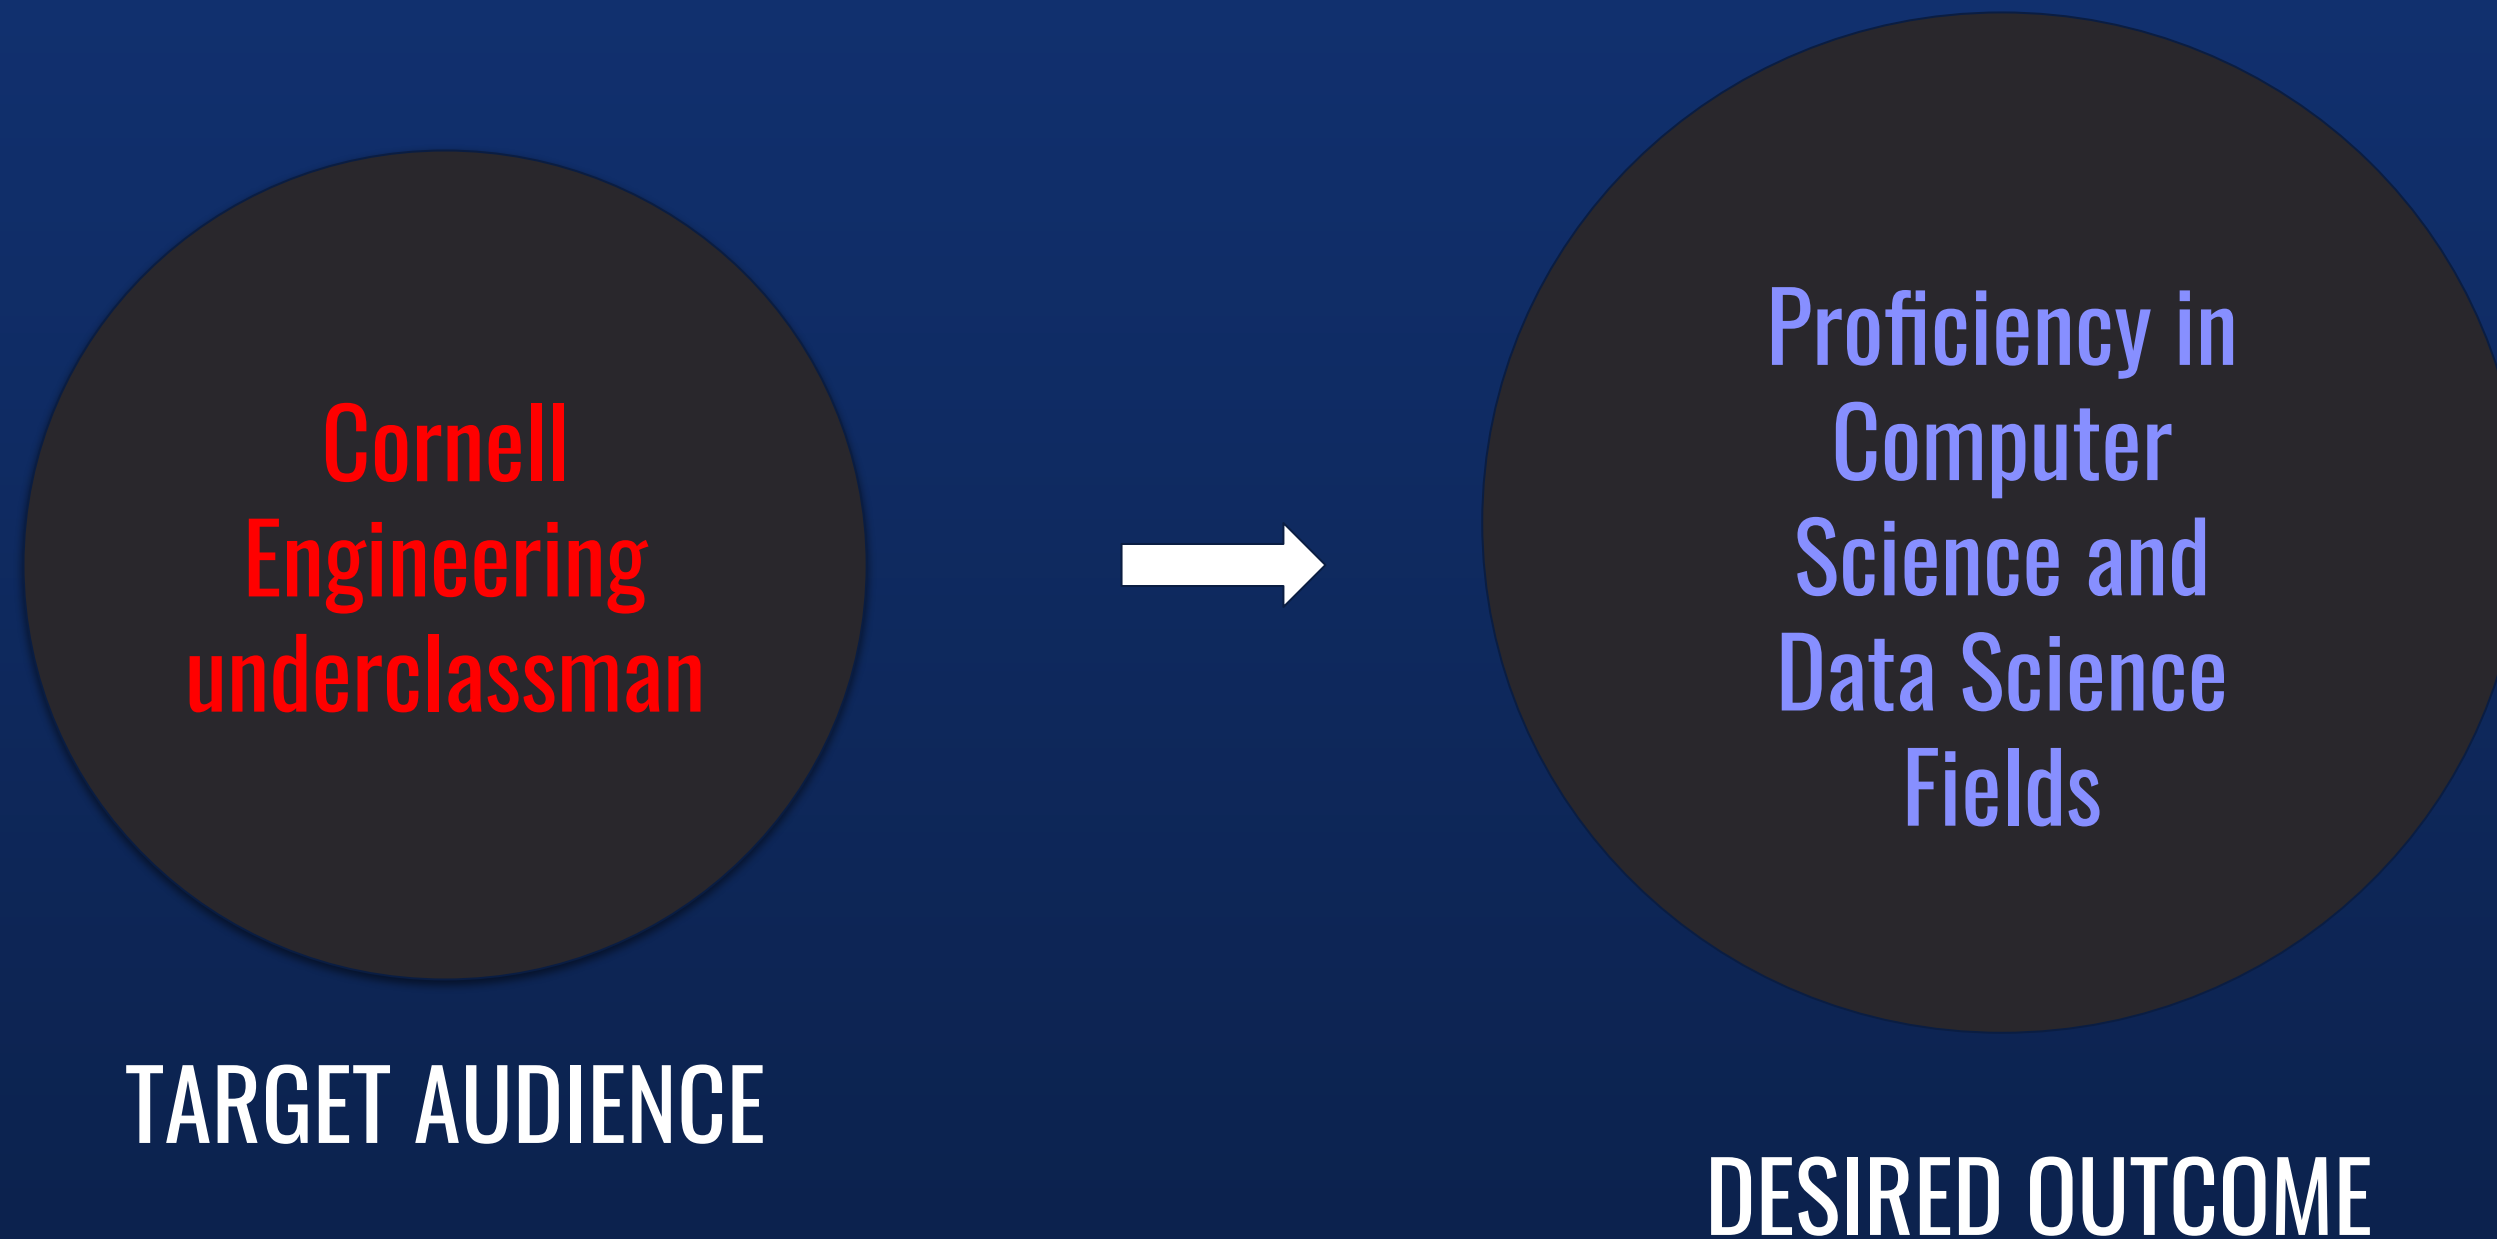 Cornell
Engineering
underclassman
TARGET AUDIENCE
Proficiency in
Computer
Science and
Data Science
Fields
DESIRED OUTCOME